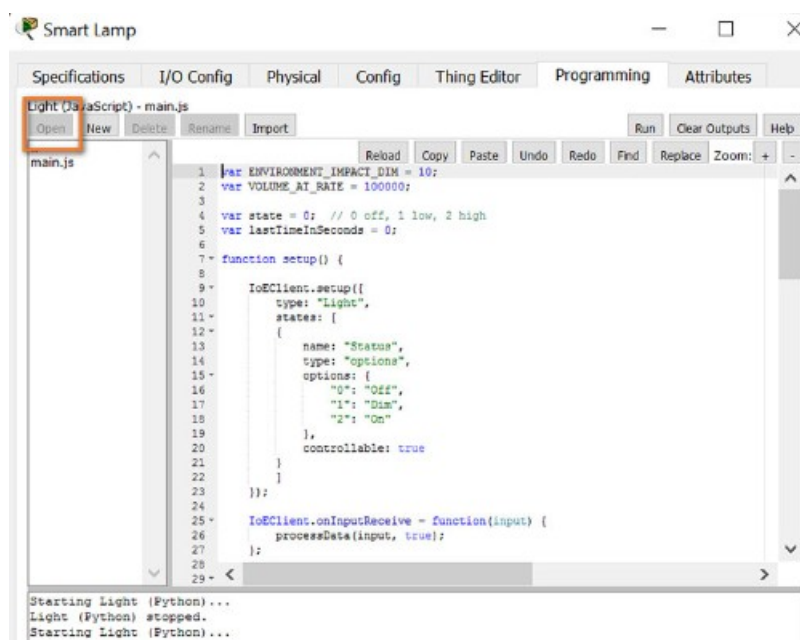 Smart Lamp
Specifications I/O Config Physical Config Thing Editor Programming Attributes
Light (JavaScript) - main.js
Open New Delete Rename Import Run Clear Outputs Help
main.js
Reload Copy Paste Undo Redo Find Replace Zoom: + -
1 var ENVIRONMENT_IMPACT_DIM = 10;
2 var VOLUME_AT_RATE = 100000;
3
4 var state = 0; // 0 off, 1 low, 2 high
5 var lastTimeInSeconds = 0;
6
7 function setup() {
8
9 IoEClient.setup({
10 type: "Light",
11 states: [
12 {
13 name: "Status",
14 type: "options",
15 options: {
16 "0": "Off",
17 "1": "Dim",
18 "2": "On"
19 },
20 controllable: true
21 }
22 ]
23 });
24
25 IoEClient.onInputReceive = function(input) {
26 processData(input, true);
27 };
28
29
Starting Light (Python)...
Light (Python) stopped.
Starting Light (Python)...